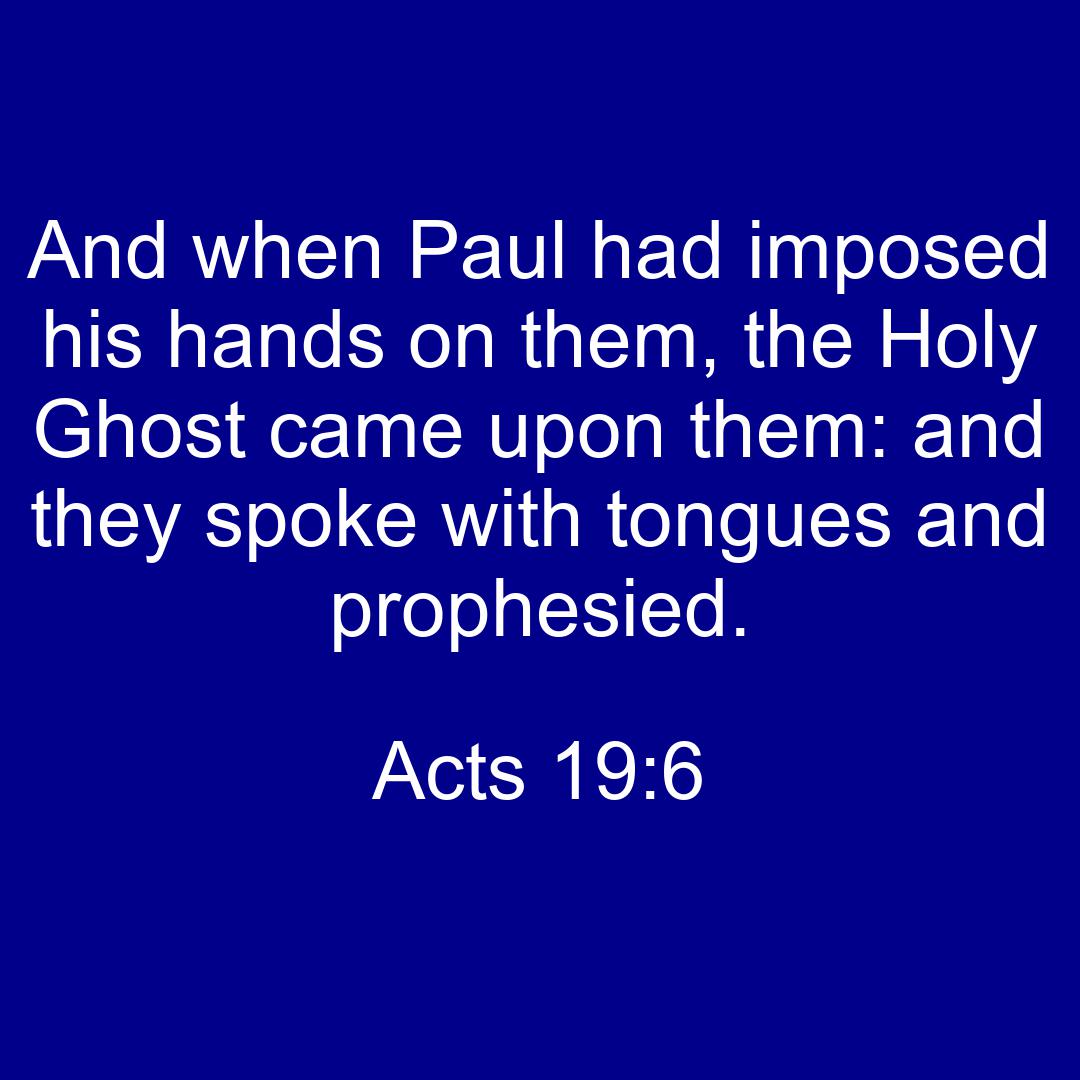 And when Paul had imposed
his hands on them, the Holy
Ghost came upon them: and
they spoke with tongues and
prophesied.
Acts 19:6